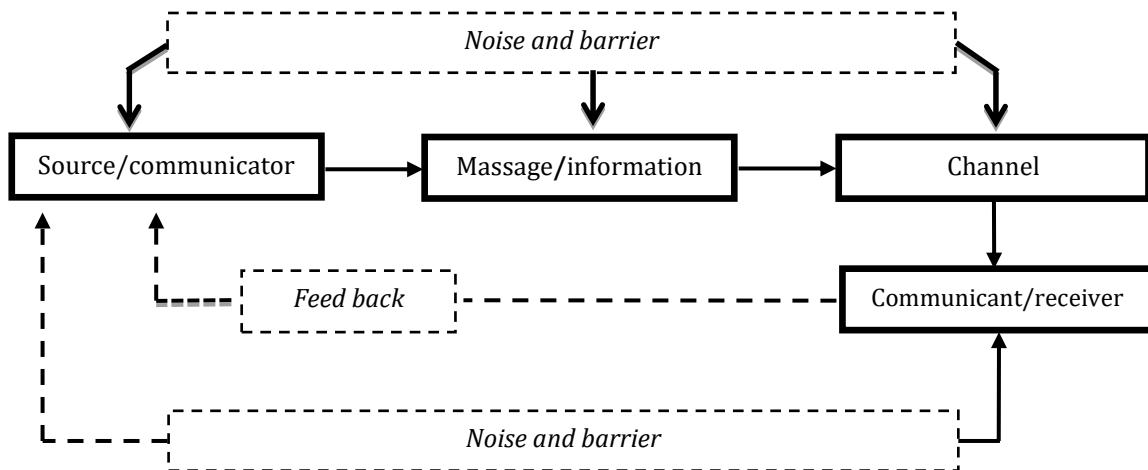 Noise and barrier
Source/communicator
Massage/information
Channel
Feed back
Communicant/receiver
Noise and barrier